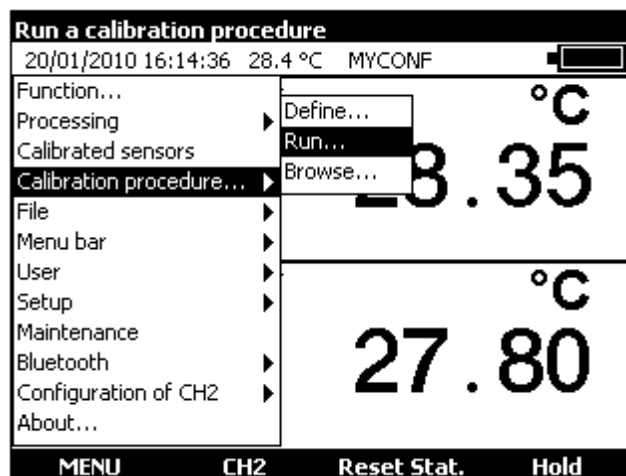 Run a calibration procedure
20/01/2010 16:14:36 28.4 °C MYCONF
Function...
Processing
Calibrated sensors
Calibration procedure...
File
Menu bar
User
Setup
Maintenance
Bluetooth
Configuration of CH2
About...
Define...
Run...
Browse...
°C
28.35
°C
27.80
MENU CH2 Reset Stat. Hold